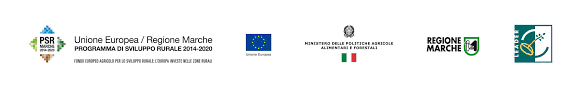 PSR
MARCHE
2014-2020
Unione Europea / Regione Marche
PROGRAMMA DI SVILUPPO RURALE 2014-2020
FONDO EUROPEO AGRICOLO PER LO SVILUPPO RURALE: L'EUROPA INVESTE NELLE ZONE RURALI
Unione Europea
MINISTERO DELLE POLITICHE AGRICOLE
ALIMENTARI E FORESTALI
REGIONE
MARCHE
LEADER